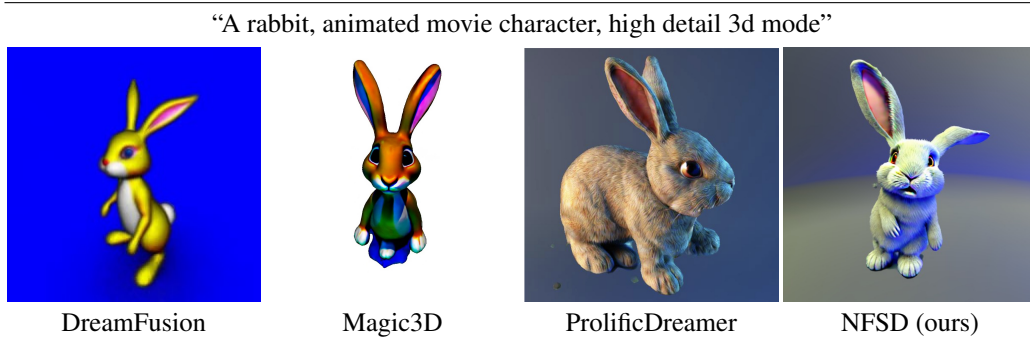 “A rabbit, animated movie character, high detail 3d mode”
DreamFusion Magic3D ProlificDreamer NFSD (ours)